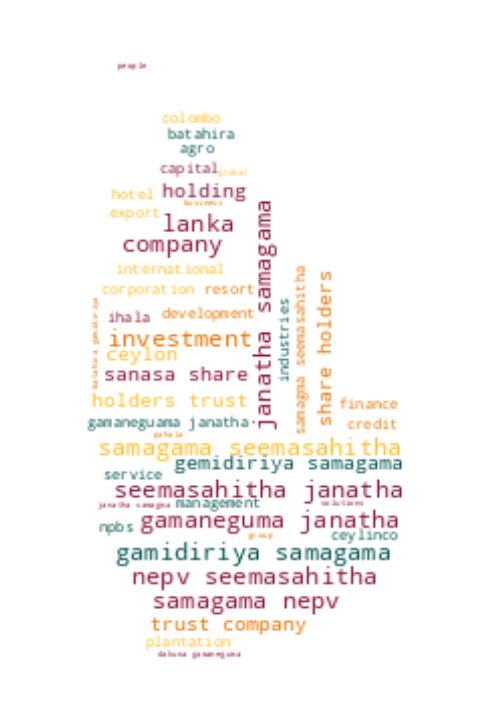 people
colombo
batahira
agro
capital
global
hotel
holding
business
export
lanka
company
janatha samagama
international
corporation
resort
industries
samagma seemasahitha
share holders
batahira gamidiriya
ihala
development
investment
ceylon
sanasa share
holders trust
finance
gamaneguama janatha
credit
pahala
samagama seemasahitha
gemidiriya samagama
service
seemasahitha janatha
janatha samagma
management
solutions
npbs
gamaneguma janatha
group
ceylinco
gamidiriya samagama
nepv seemasahitha
samagama nepv
trust company
plantation
dakuna gamaneguma